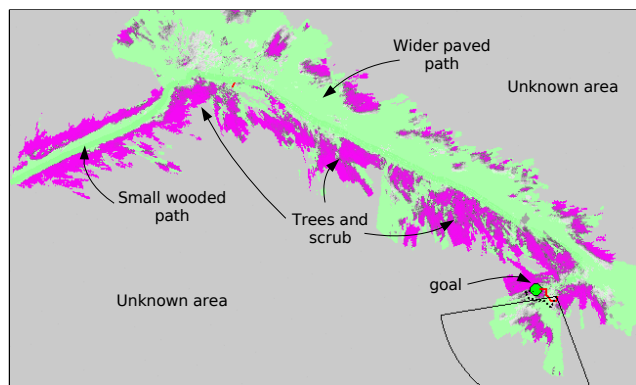 Wider paved
path
Unknown area
Small wooded
path
Trees and
scrub
goal
Unknown area